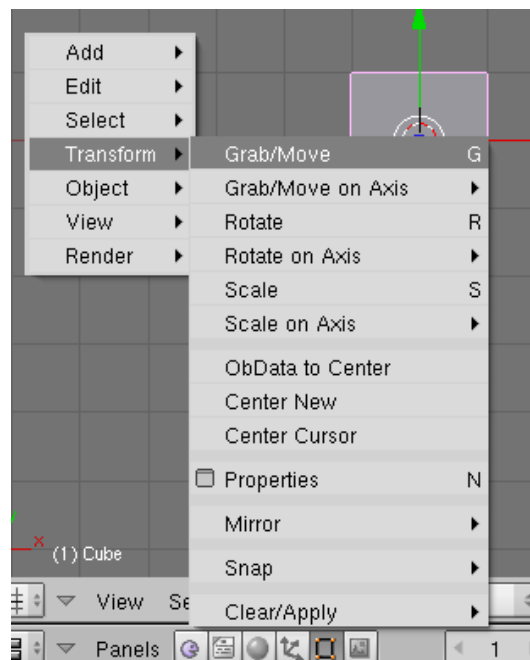 Add
Edit
Select
Transform
Object
View
Render
Grab/Move G
Grab/Move on Axis
Rotate R
Rotate on Axis
Scale S
Scale on Axis
ObData to Center
Center New
Center Cursor
Properties N
Mirror
Snap
Clear/Apply
x
(1) Cube
View Se
Panels 1